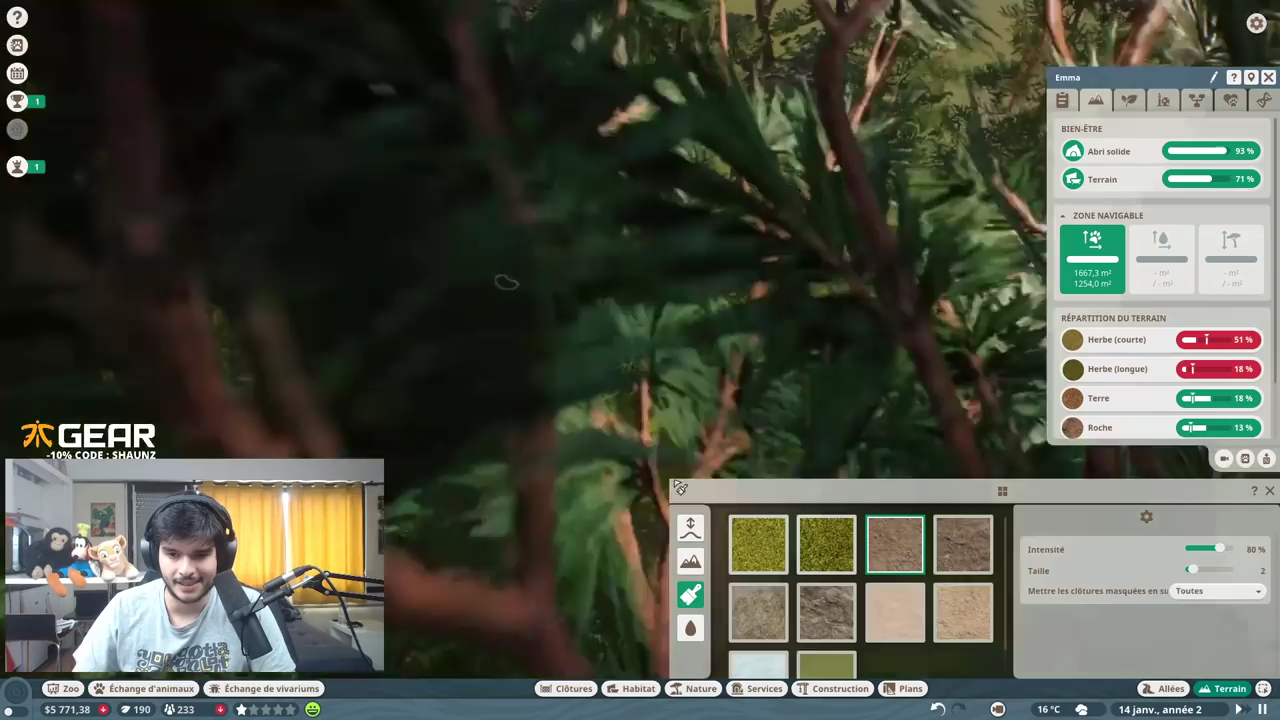 Emma
?
BIEN-ÊTRE
Abri solide 93 %
Terrain 71 %
ZONE NAVIGABLE
1667,3 m² - m² - m²
1254,0 m² / - m² / - m²
RÉPARTITION DU TERRAIN
Herbe (courte) 51 %
Herbe (longue) 18 %
Terre 18 %
Roche 13 %
?
1
1
GEAR
-10% CODE : SHAUNZ
?
Intensité 80 %
Taille 2
Mettre les clôtures masquées en su Toutes
Zoo Échange d'animaux Échange de vivariums Clôtures Habitat Nature Services Construction Plans Allées Terrain
$5 771,38 190 233 16 °C 14 janv., année 2